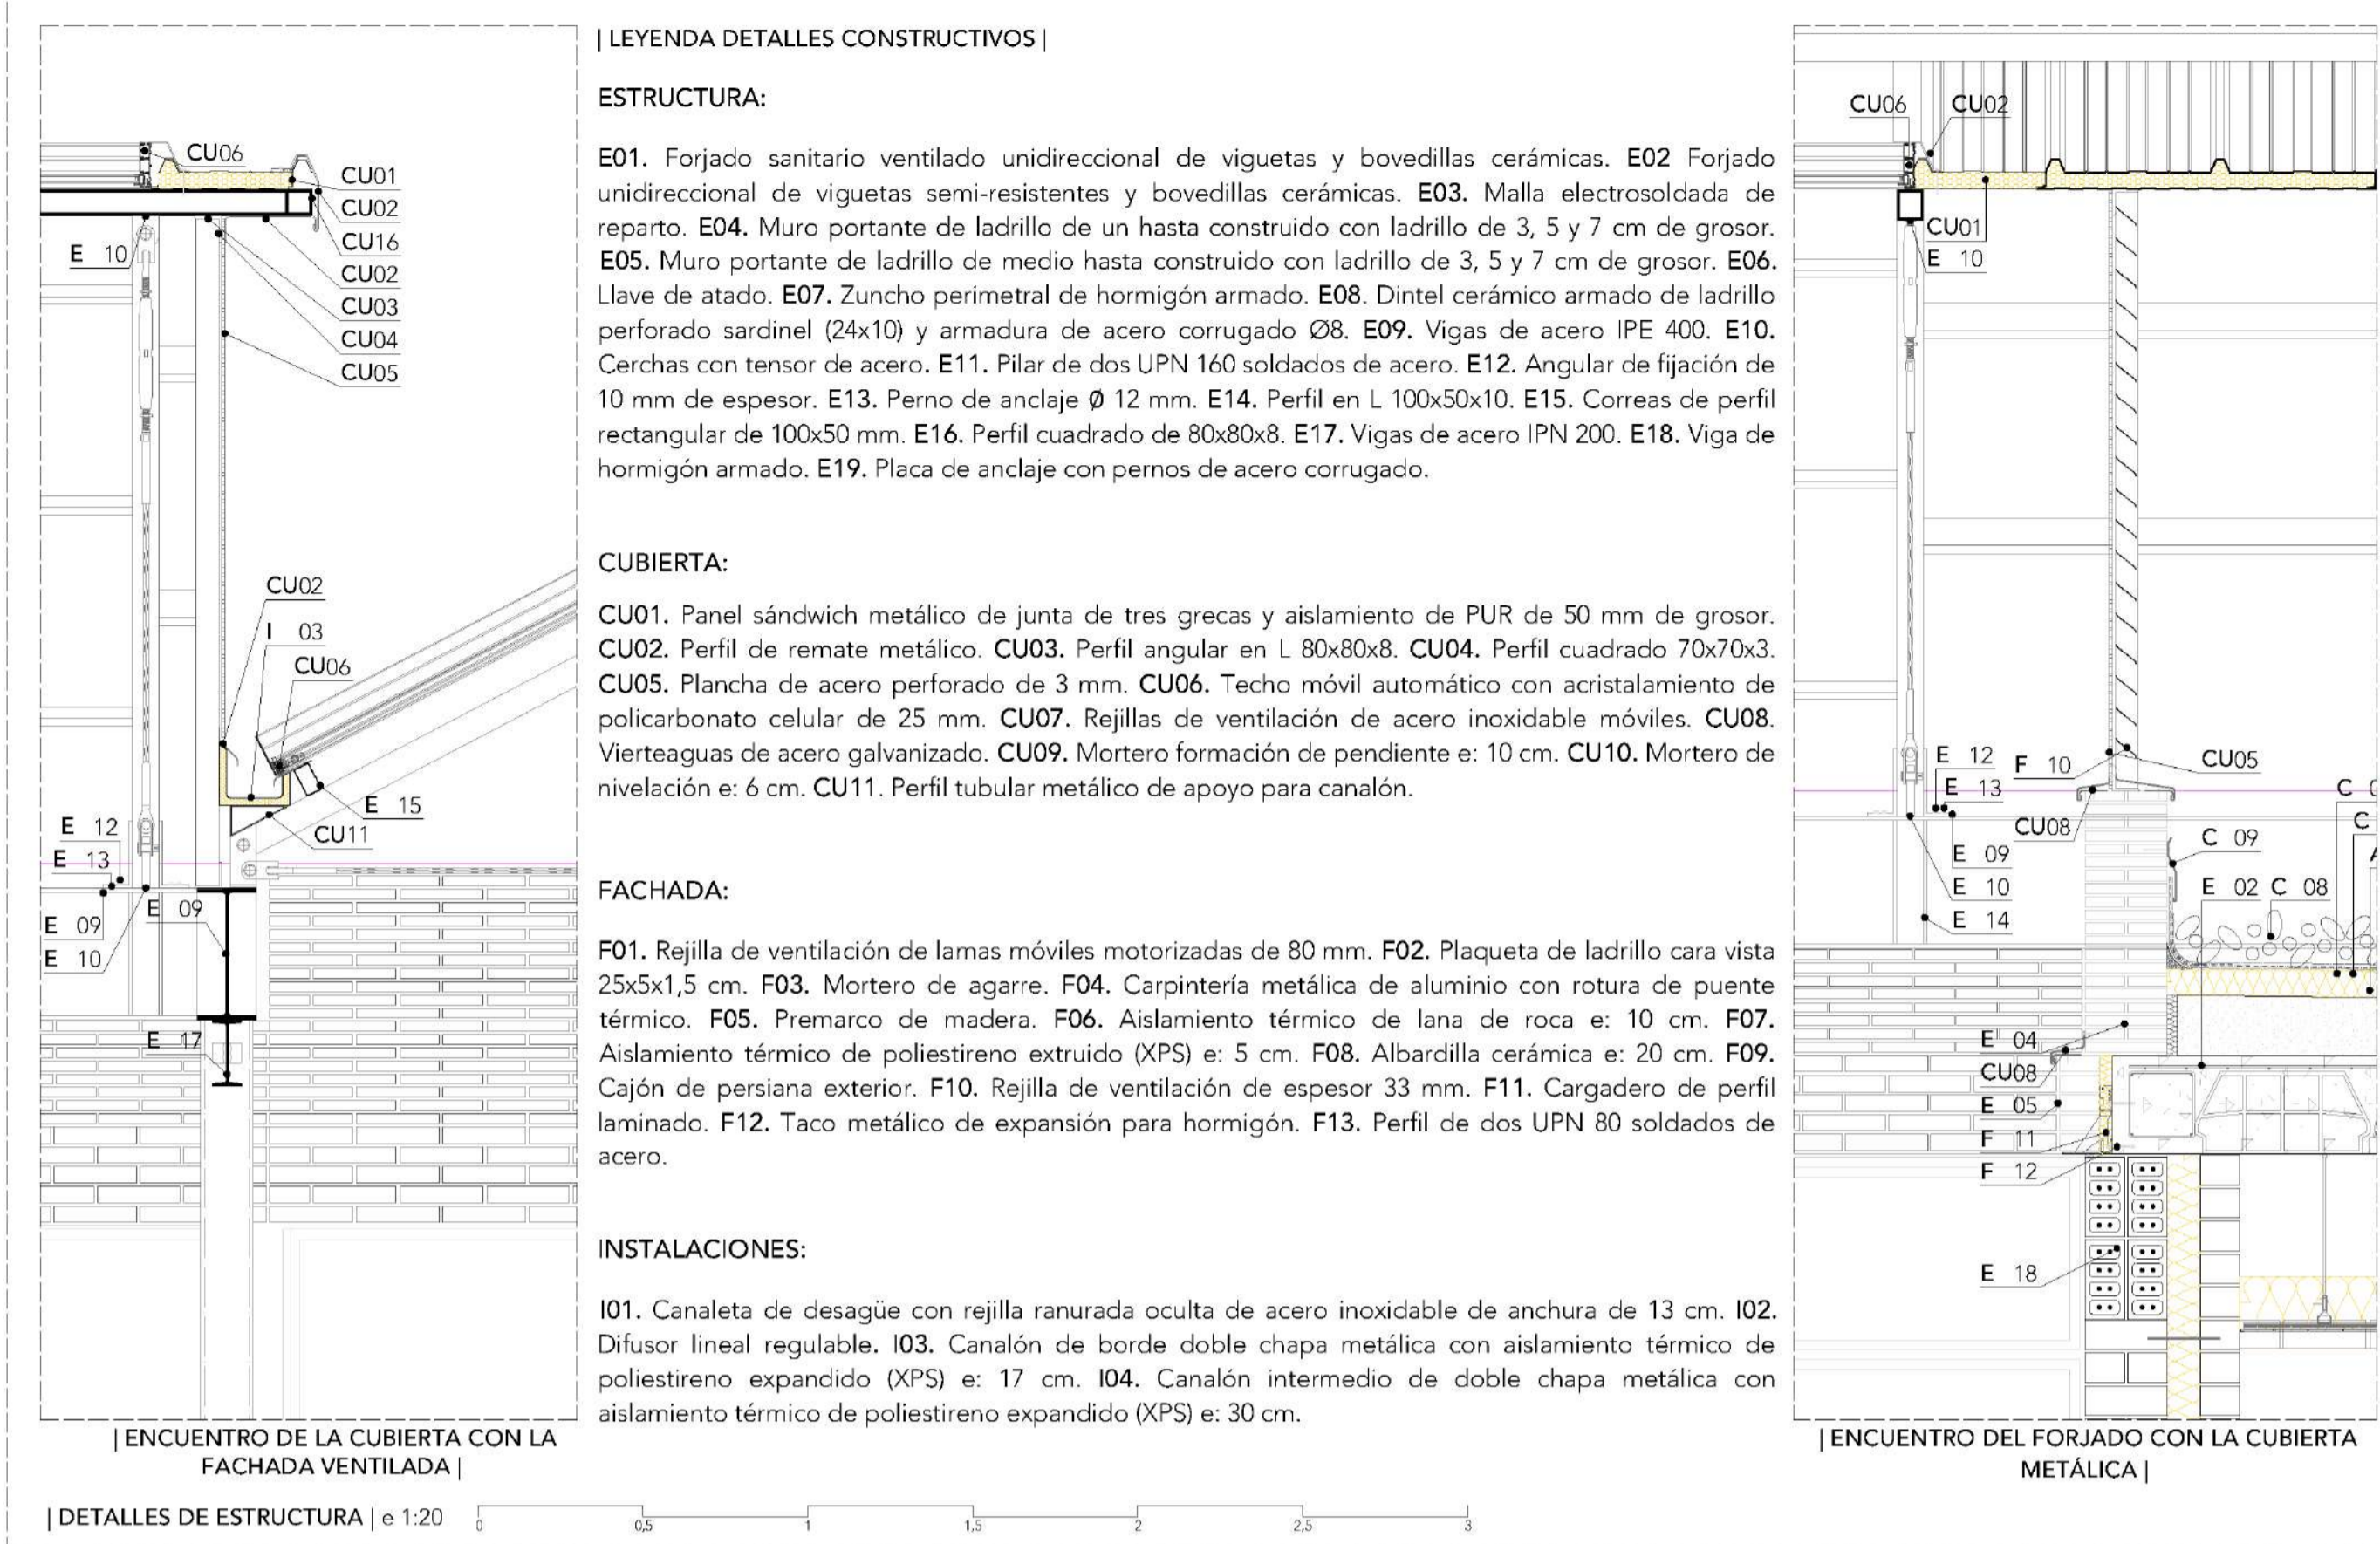 CU06
CU01
CU02
CU16
E 10
CU02
CU03
CU04
CU05
CU02
I 03
CU06
E 15
CU11
E 12
E 13
E 09
E 09
E 10
E 17
| ENCUENTRO DE LA CUBIERTA CON LA
FACHADA VENTILADA |
| LEYENDA DETALLES CONSTRUCTIVOS |
ESTRUCTURA:
E01. Forjado sanitario ventilado unidireccional de viguetas y bovedillas cerámicas. E02 Forjado
unidireccional de viguetas semi-resistentes y bovedillas cerámicas. E03. Malla electrosoldada de
reparto. E04. Muro portante de ladrillo de un hasta construido con ladrillo de 3, 5 y 7 cm de grosor.
E05. Muro portante de ladrillo de medio hasta construido con ladrillo de 3, 5 y 7 cm de grosor. E06.
Llave de atado. E07. Zuncho perimetral de hormigón armado. E08. Dintel cerámico armado de ladrillo
perforado sardinel (24x10) y armadura de acero corrugado Ø8. E09. Vigas de acero IPE 400. E10.
Cerchas con tensor de acero. E11. Pilar de dos UPN 160 soldados de acero. E12. Angular de fijación de
10 mm de espesor. E13. Perno de anclaje Ø 12 mm. E14. Perfil en L 100x50x10. E15. Correas de perfil
rectangular de 100x50 mm. E16. Perfil cuadrado de 80x80x8. E17. Vigas de acero IPN 200. E18. Viga de
hormigón armado. E19. Placa de anclaje con pernos de acero corrugado.
CUBIERTA:
CU01. Panel sándwich metálico de junta de tres grecas y aislamiento de PUR de 50 mm de grosor.
CU02. Perfil de remate metálico. CU03. Perfil angular en L 80x80x8. CU04. Perfil cuadrado 70x70x3.
CU05. Plancha de acero perforado de 3 mm. CU06. Techo móvil automático con acristalamiento de
policarbonato celular de 25 mm. CU07. Rejillas de ventilación de acero inoxidable móviles. CU08.
Vierteaguas de acero galvanizado. CU09. Mortero formación de pendiente e: 10 cm. CU10. Mortero de
nivelación e: 6 cm. CU11. Perfil tubular metálico de apoyo para canalón.
FACHADA:
F01. Rejilla de ventilación de lamas móviles motorizadas de 80 mm. F02. Plaqueta de ladrillo cara vista
25x5x1,5 cm. F03. Mortero de agarre. F04. Carpintería metálica de aluminio con rotura de puente
térmico. F05. Premarco de madera. F06. Aislamiento térmico de lana de roca e: 10 cm. F07.
Aislamiento térmico de poliestireno extruido (XPS) e: 5 cm. F08. Albardilla cerámica e: 20 cm. F09.
Cajón de persiana exterior. F10. Rejilla de ventilación de espesor 33 mm. F11. Cargadero de perfil
laminado. F12. Taco metálico de expansión para hormigón. F13. Perfil de dos UPN 80 soldados de
acero.
INSTALACIONES:
I01. Canaleta de desagüe con rejilla ranurada oculta de acero inoxidable de anchura de 13 cm. I02.
Difusor lineal regulable. I03. Canalón de borde doble chapa metálica con aislamiento térmico de
poliestireno expandido (XPS) e: 17 cm. I04. Canalón intermedio de doble chapa metálica con
aislamiento térmico de poliestireno expandido (XPS) e: 30 cm.
CU06 CU02
CU01
E 10
E 12 F 10 CU05
E 13
C
CU08
C
C 09
E 09
E 10
E 02 C 08
E 14
E 04
CU08
E 05
F 11
F 12
E 18
| ENCUENTRO DEL FORJADO CON LA CUBIERTA
METÁLICA |
| DETALLES DE ESTRUCTURA | e 1:20
0 0,5 1 1,5 2 2,5 3